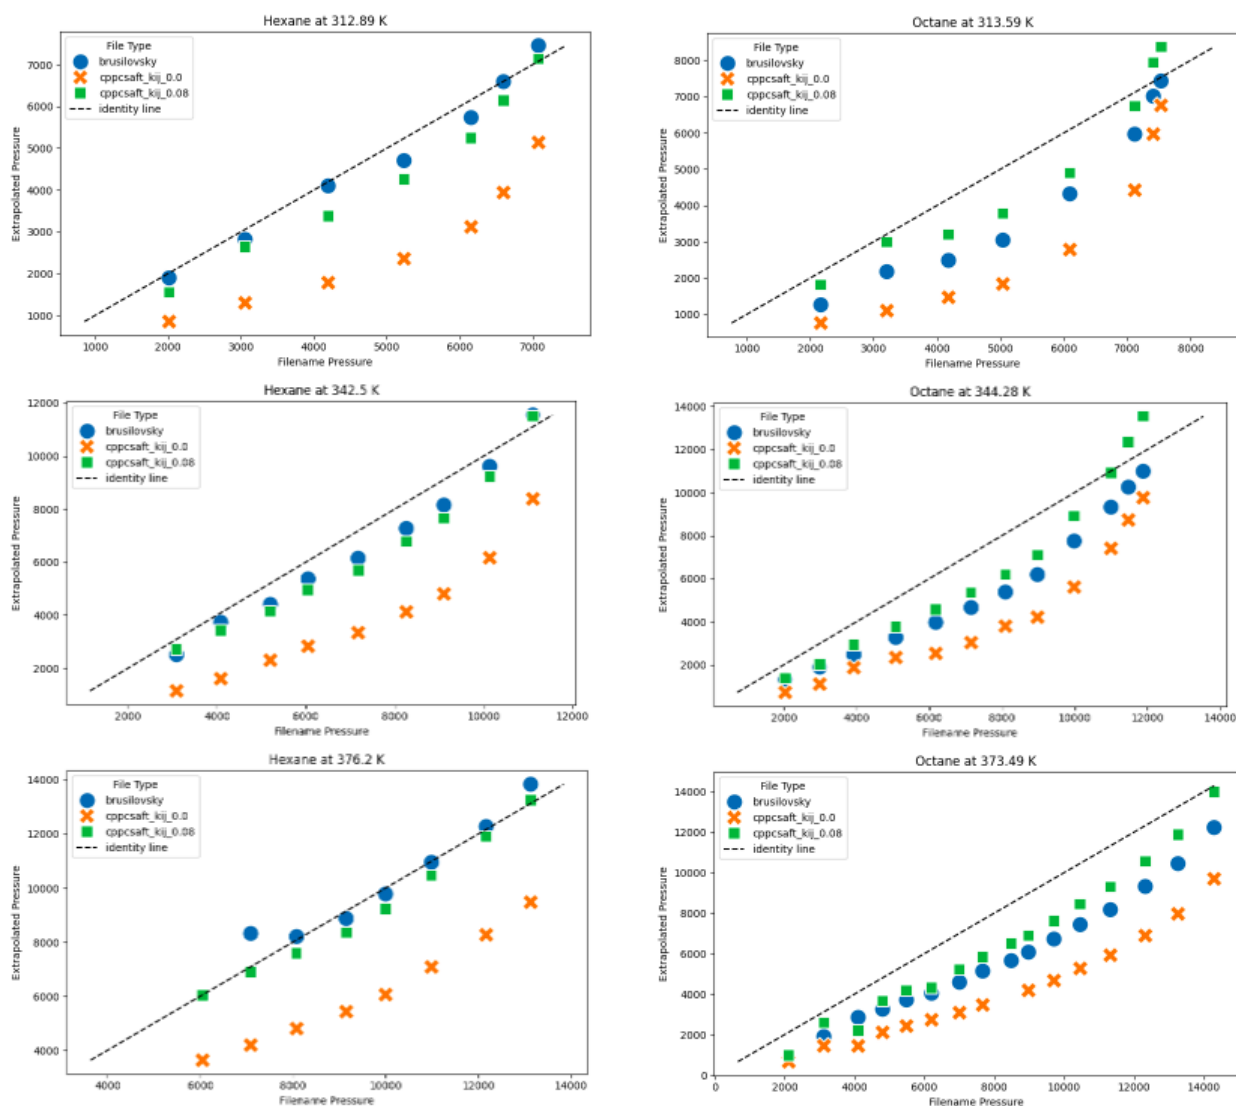 Hexane at 312.89 K
File Type
brusilovsky
cppcsaft_kij_0.0
cppcsaft_kij_0.08
identity line
7000
6000
5000
4000
3000
2000
1000
1000 2000 3000 4000 5000 6000 7000
Extrapolated Pressure
Filename Pressure
Octane at 313.59 K
File Type
brusilovsky
cppcsaft_kij_0.0
cppcsaft_kij_0.08
identity line
8000
7000
6000
5000
4000
3000
2000
1000
1000 2000 3000 4000 5000 6000 7000 8000
Extrapolated Pressure
Filename Pressure
Hexane at 342.5 K
File Type
brusilovsky
cppcsaft_kij_0.0
cppcsaft_kij_0.08
identity line
12000
10000
8000
6000
4000
2000
2000 4000 6000 8000 10000 12000
Extrapolated Pressure
Filename Pressure
Octane at 344.28 K
File Type
brusilovsky
cppcsaft_kij_0.0
cppcsaft_kij_0.08
identity line
14000
12000
10000
8000
6000
4000
2000
2000 4000 6000 8000 10000 12000 14000
Extrapolated Pressure
Filename Pressure
Hexane at 376.2 K
File Type
brusilovsky
cppcsaft_kij_0.0
cppcsaft_kij_0.08
identity line
14000
12000
10000
8000
6000
4000
4000 6000 8000 10000 12000 14000
Extrapolated Pressure
Filename Pressure
Octane at 373.49 K
File Type
brusilovsky
cppcsaft_kij_0.0
cppcsaft_kij_0.08
identity line
14000
12000
10000
8000
6000
4000
2000
0
0 2000 4000 6000 8000 10000 12000 14000
Extrapolated Pressure
Filename Pressure